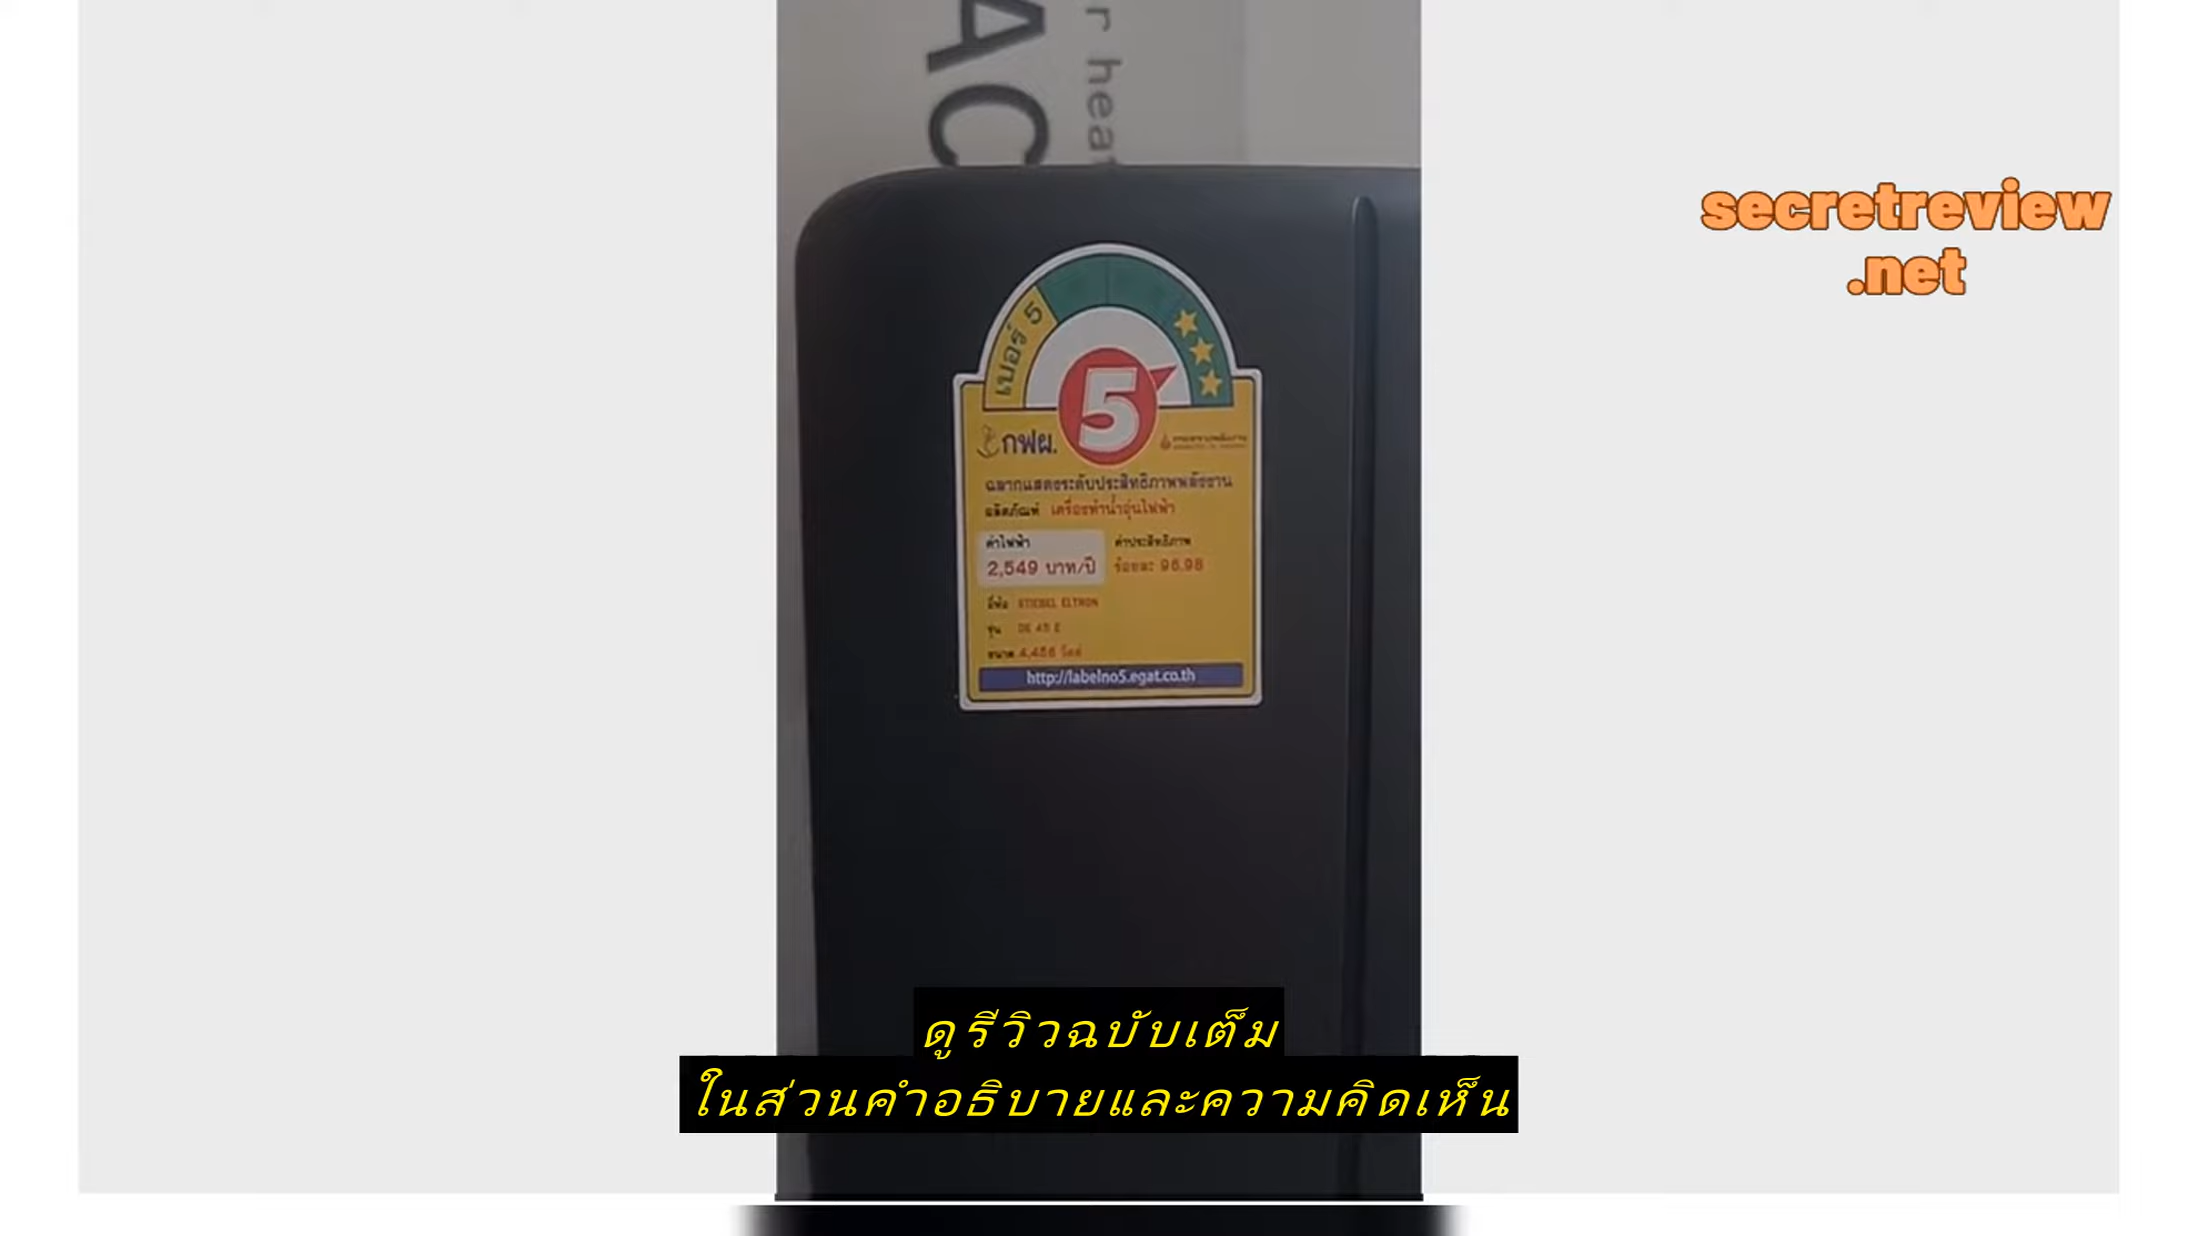 AC
r hea
secretreview
.net
เบอร์ 5
5
กฟผ.
ฉลากแสดงระดับประสิทธิภาพพลังงาน
ผลิตภัณฑ์ เครื่องทำน้ำอุ่นไฟฟ้า
ค่าไฟฟ้า ค่าประสิทธิภาพ
2,549 บาท/ปี ร้อยละ 96.98
ยี่ห้อ STIEBEL ELTRON
รุ่น DE 45 E
ขนาด 4,456 วัตต์
http://labelno5.egat.co.th
ดูรีวิวฉบับเต็ม
ในส่วนคำอธิบายและความคิดเห็น